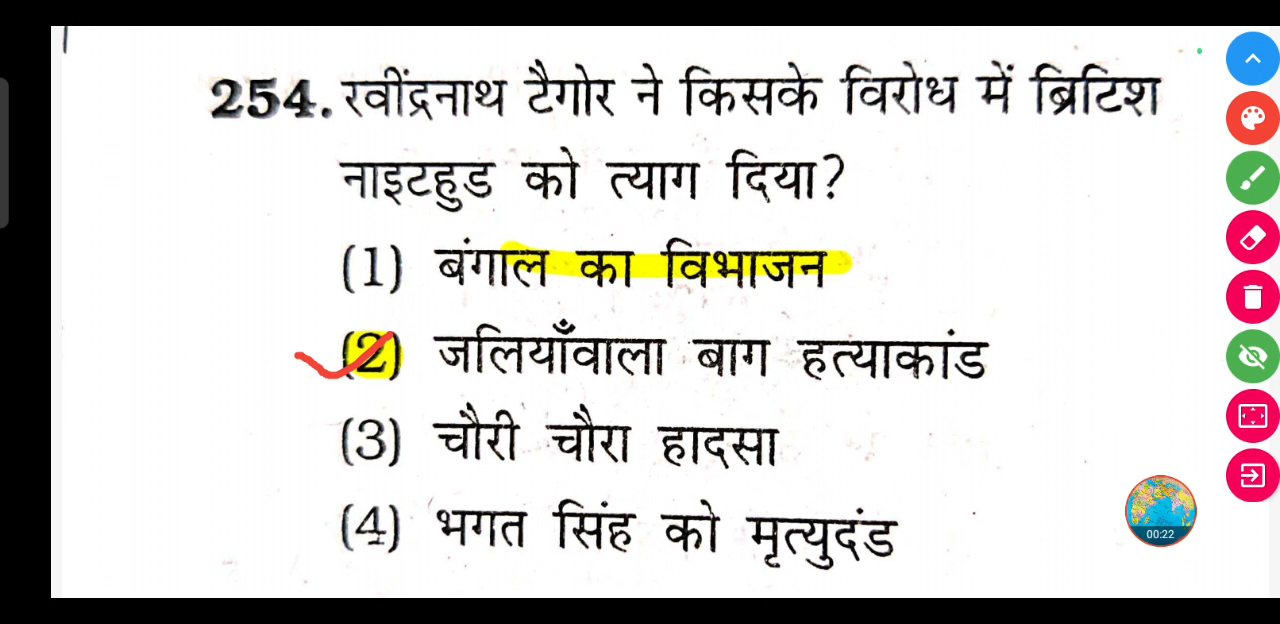 254. रवींद्रनाथ टैगोर ने किसके विरोध में ब्रिटिश
नाइटहुड को त्याग दिया?
(1) बंगाल का विभाजन
(2) जलियाँवाला बाग हत्याकांड
(3) चौरी चौरा हादसा
(4) भगत सिंह को मृत्युदंड
00:22